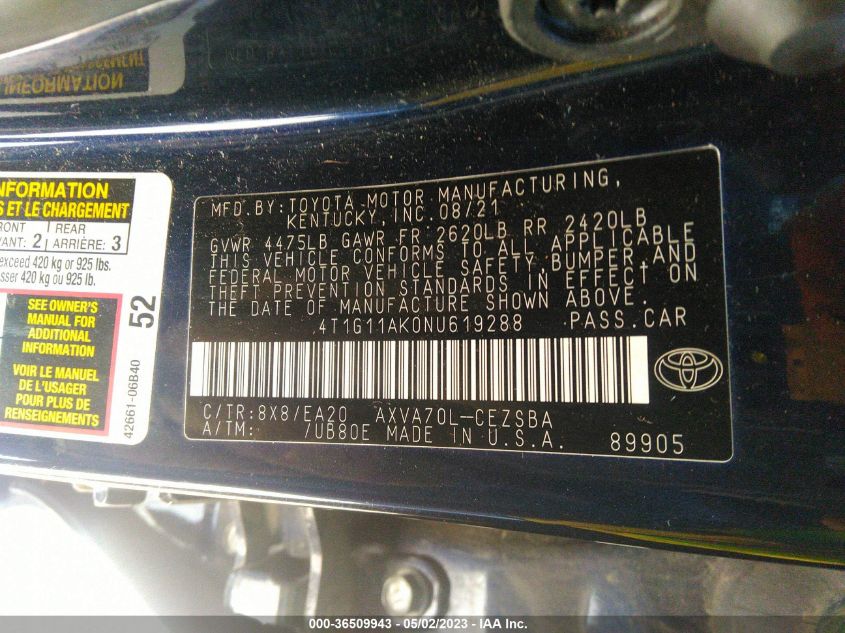 INFORMATION
NFORMATION
S ET LE CHARGEMENT
FRONT
REAR
VANT: 2
ARRIÈRE: 3
exceed 420 kg or 925 lbs.
sser 420 kg ou 925 lb.
SEE OWNER'S
MANUAL FOR
ADDITIONAL
INFORMATION
VOIR LE MANUEL
DE L'USAGER
POUR PLUS DE
RENSEIGNEMENTS
52
42661-06B40
MFD.BY:TOYOTA MOTOR MANUFACTURING,
KENTUCKY, INC. 08/21
GVWR 4475LB GAWR FR 2620LB RR 2420LB
THIS VEHICLE CONFORMS TO ALL APPLICABLE
FEDERAL MOTOR VEHICLE SAFETY,BUMPER,AND
THEFT PREVENTION STANDARDS IN EFFECT ON
THE DATE OF MANUFACTURE SHOWN ABOVE.
4T1G11AK0NU619288 PASS.CAR
C/TR:8X8/EA20 AXVA70L-CEZSBA
A/TM: 7UB80E MADE IN U.S.A. 89905
000-36509943 - 05/02/2023 - IAA Inc.